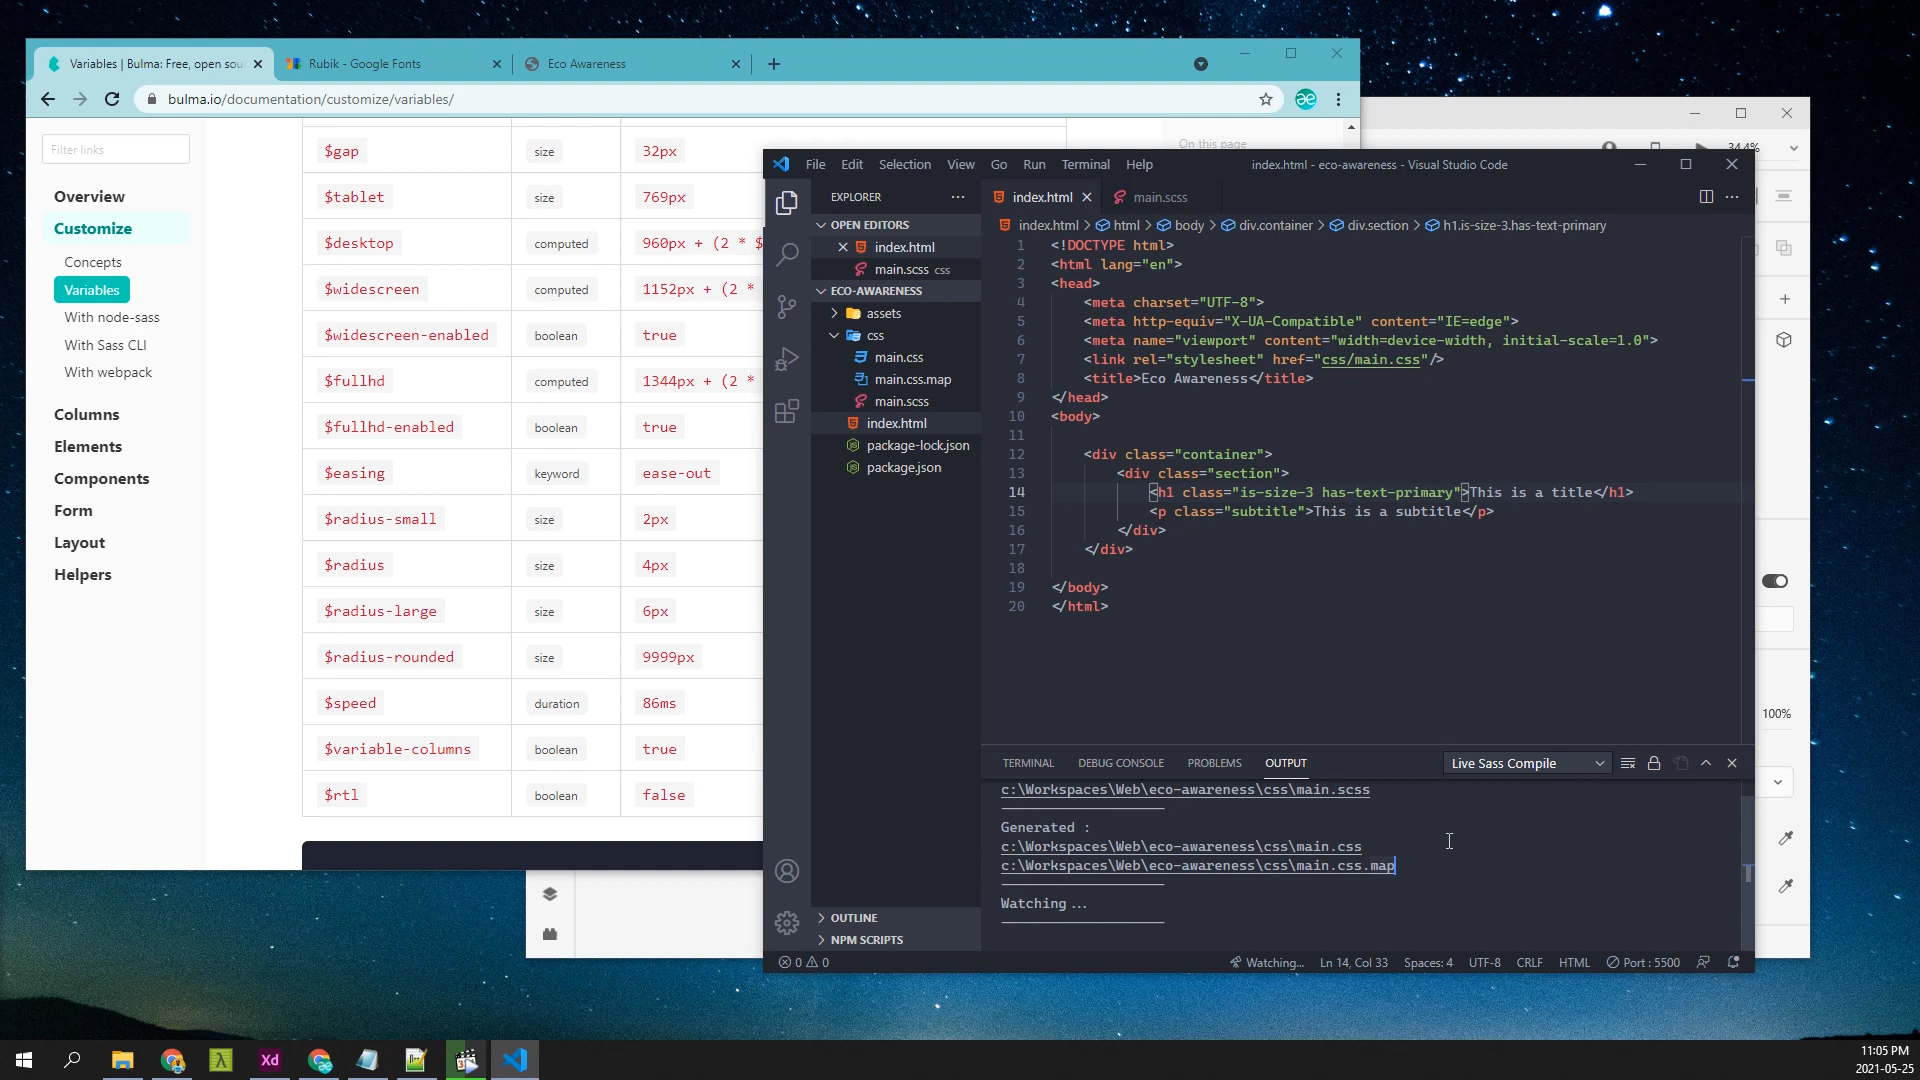 Variables | Bulma: Free, open sou
Rubik - Google Fonts
Eco Awareness
bulma.io/documentation/customize/variables/
Filter links
Overview
Customize
Concepts
Variables
With node-sass
With Sass CLI
With webpack
Columns
Elements
Components
Form
Layout
Helpers
On this page
$gap size 32px
$tablet size 769px
$desktop computed 960px + (2 * $
$widescreen computed 1152px + (2 *
$widescreen-enabled boolean true
$fullhd computed 1344px + (2 *
$fullhd-enabled boolean true
$easing keyword ease-out
$radius-small size 2px
$radius size 4px
$radius-large size 6px
$radius-rounded size 9999px
$speed duration 86ms
$variable-columns boolean true
$rtl boolean false
34.4%
100%
File Edit Selection View Go Run Terminal Help
index.html - eco-awareness - Visual Studio Code
EXPLORER
OPEN EDITORS
index.html
main.scss css
ECO-AWARENESS
assets
css
main.css
main.css.map
main.scss
index.html
package-lock.json
package.json
OUTLINE
NPM SCRIPTS
index.html
main.scss
index.html > html > body > div.container > div.section > h1.is-size-3.has-text-primary
1 <!DOCTYPE html>
2 <html lang="en">
3 <head>
4 <meta charset="UTF-8">
5 <meta http-equiv="X-UA-Compatible" content="IE=edge">
6 <meta name="viewport" content="width=device-width, initial-scale=1.0">
7 <link rel="stylesheet" href="css/main.css"/>
8 <title>Eco Awareness</title>
9 </head>
10 <body>
11
12 <div class="container">
13 <div class="section">
14 <h1 class="is-size-3 has-text-primary">This is a title</h1>
15 <p class="subtitle">This is a subtitle</p>
16 </div>
17 </div>
18
19 </body>
20 </html>
TERMINAL DEBUG CONSOLE PROBLEMS OUTPUT
Live Sass Compile
c:\Workspaces\Web\eco-awareness\css\main.scss
Generated :
c:\Workspaces\Web\eco-awareness\css\main.css
c:\Workspaces\Web\eco-awareness\css\main.css.map
Watching...
0 0
Watching... Ln 14, Col 33 Spaces: 4 UTF-8 CRLF HTML Port : 5500
Xd
11:05 PM
2021-05-25